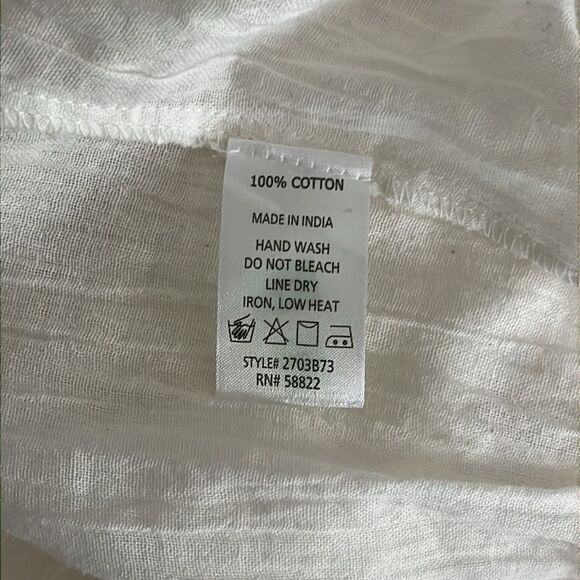 100% COTTON
MADE IN INDIA
HAND WASH
DO NOT BLEACH
LINE DRY
IRON, LOW HEAT
STYLE# 2703B73
RN# 58822